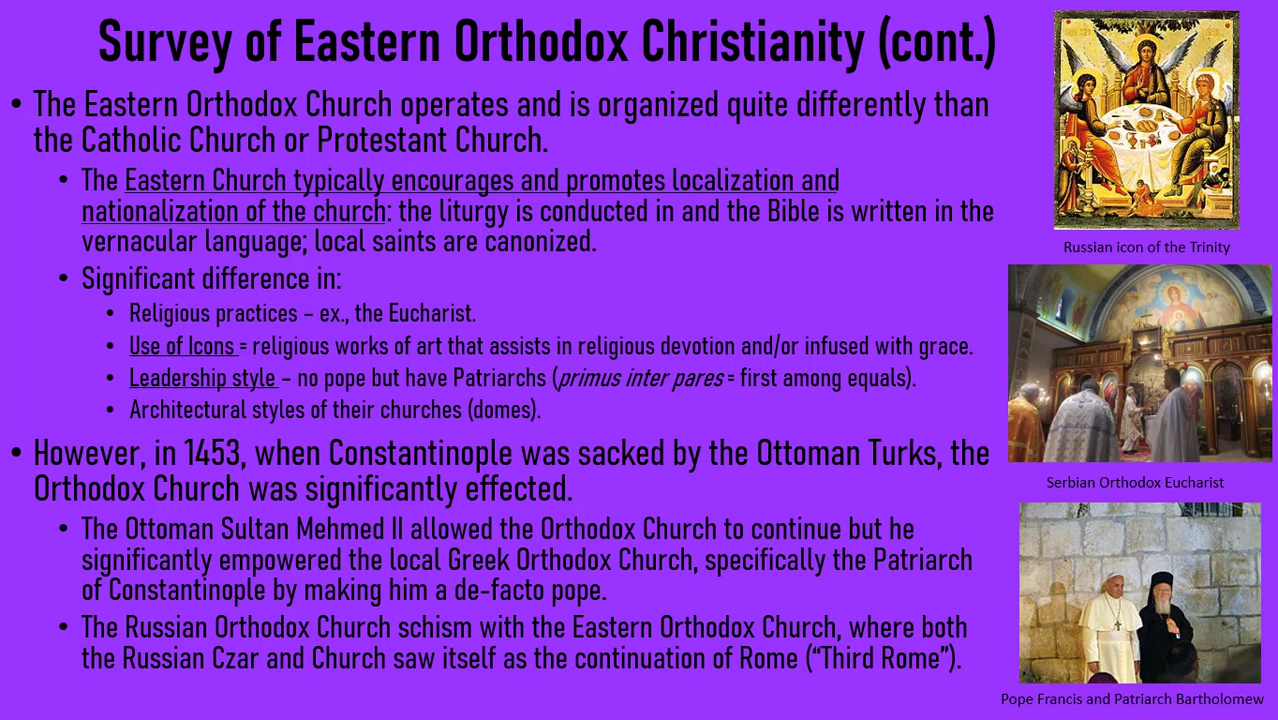 Survey of Eastern Orthodox Christianity (cont.)
• The Eastern Orthodox Church operates and is organized quite differently than
the Catholic Church or Protestant Church.
• The Eastern Church typically encourages and promotes localization and
nationalization of the church: the liturgy is conducted in and the Bible is written in the
vernacular language; local saints are canonized.
• Significant difference in:
• Religious practices – ex., the Eucharist.
• Use of Icons = religious works of art that assists in religious devotion and/or infused with grace.
• Leadership style – no pope but have Patriarchs (primus inter pares = first among equals).
• Architectural styles of their churches (domes).
• However, in 1453, when Constantinople was sacked by the Ottoman Turks, the
Orthodox Church was significantly effected.
• The Ottoman Sultan Mehmed II allowed the Orthodox Church to continue but he
significantly empowered the local Greek Orthodox Church, specifically the Patriarch
of Constantinople by making him a de-facto pope.
• The Russian Orthodox Church schism with the Eastern Orthodox Church, where both
the Russian Czar and Church saw itself as the continuation of Rome (“Third Rome”).
Russian icon of the Trinity
Serbian Orthodox Eucharist
Pope Francis and Patriarch Bartholomew